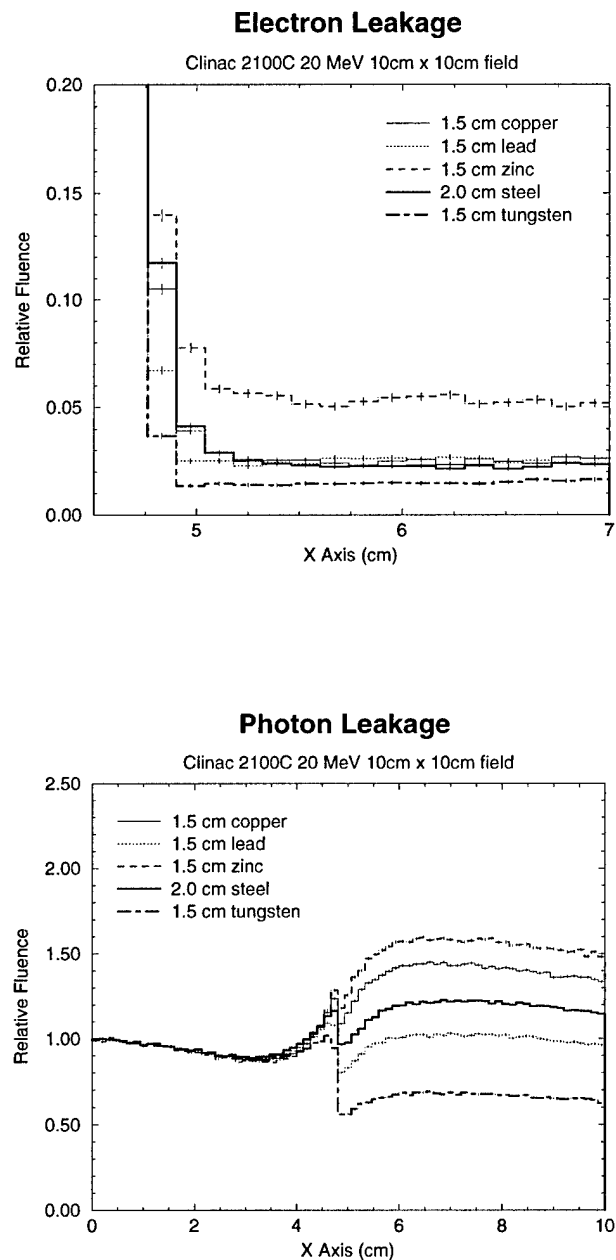 Electron Leakage
Clinac 2100C 20 MeV 10cm x 10cm field
0.20
1.5 cm copper
1.5 cm lead
1.5 cm zinc
2.0 cm steel
1.5 cm tungsten
0.15
Relative Fluence
0.10
0.05
0.00
5
6
7
X Axis (cm)
Photon Leakage
Clinac 2100C 20 MeV 10cm x 10cm field
2.50
1.5 cm copper
1.5 cm lead
1.5 cm zinc
2.0 cm steel
1.5 cm tungsten
2.00
1.50
Relative Fluence
1.00
0.50
0.00
0
2
4
6
8
10
X Axis (cm)